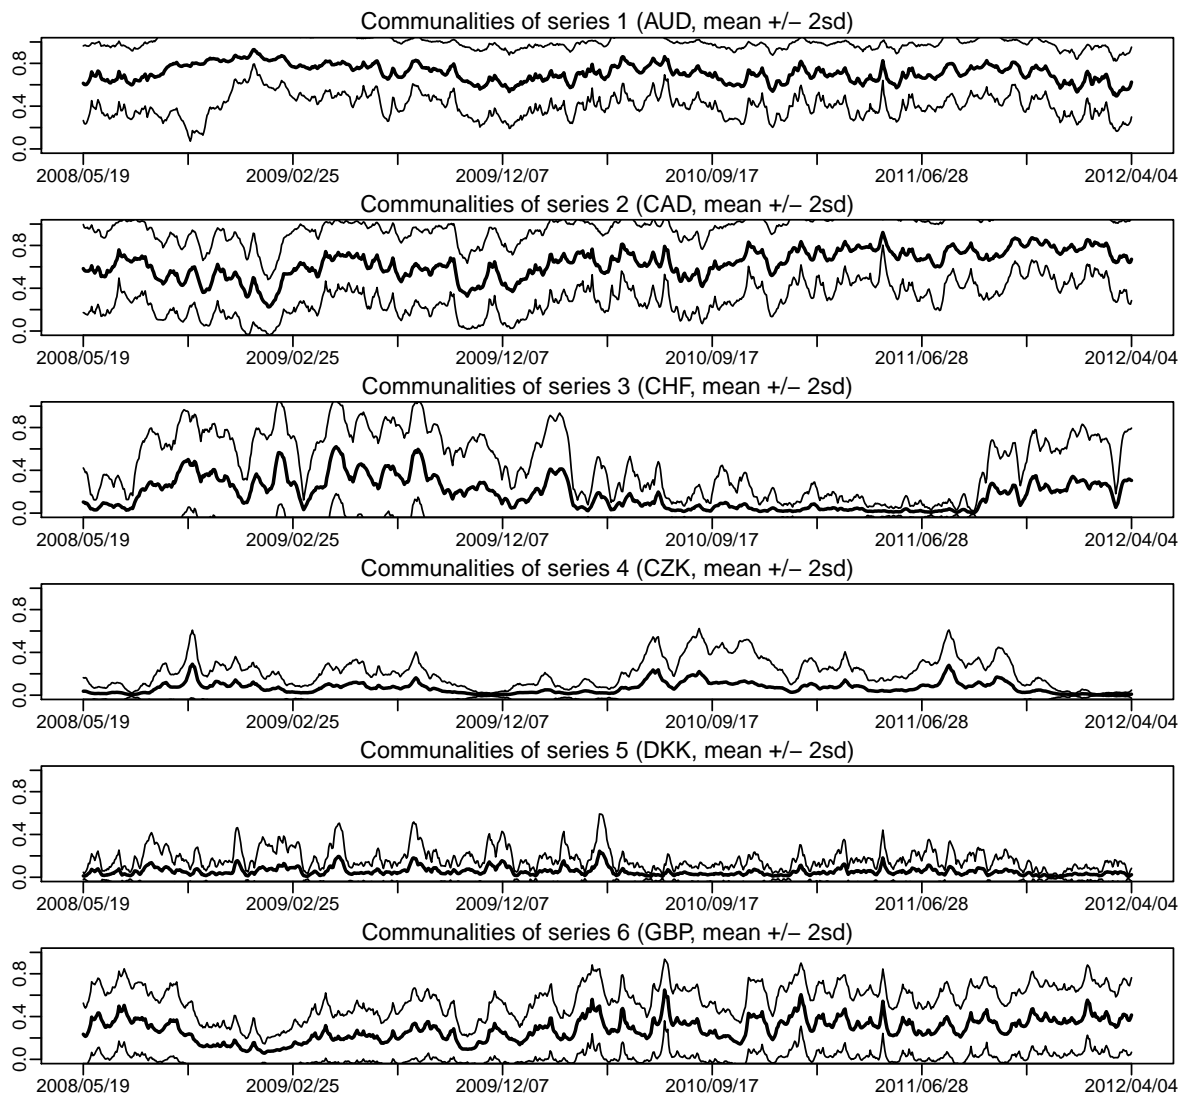 Communalities of series 1 (AUD, mean +/− 2sd)
0.0 0.4 0.8
2008/05/19 2009/02/25 2009/12/07 2010/09/17 2011/06/28 2012/04/04
Communalities of series 2 (CAD, mean +/− 2sd)
0.0 0.4 0.8
2008/05/19 2009/02/25 2009/12/07 2010/09/17 2011/06/28 2012/04/04
Communalities of series 3 (CHF, mean +/− 2sd)
0.0 0.4 0.8
2008/05/19 2009/02/25 2009/12/07 2010/09/17 2011/06/28 2012/04/04
Communalities of series 4 (CZK, mean +/− 2sd)
0.0 0.4 0.8
2008/05/19 2009/02/25 2009/12/07 2010/09/17 2011/06/28 2012/04/04
Communalities of series 5 (DKK, mean +/− 2sd)
0.0 0.4 0.8
2008/05/19 2009/02/25 2009/12/07 2010/09/17 2011/06/28 2012/04/04
Communalities of series 6 (GBP, mean +/− 2sd)
0.0 0.4 0.8
2008/05/19 2009/02/25 2009/12/07 2010/09/17 2011/06/28 2012/04/04